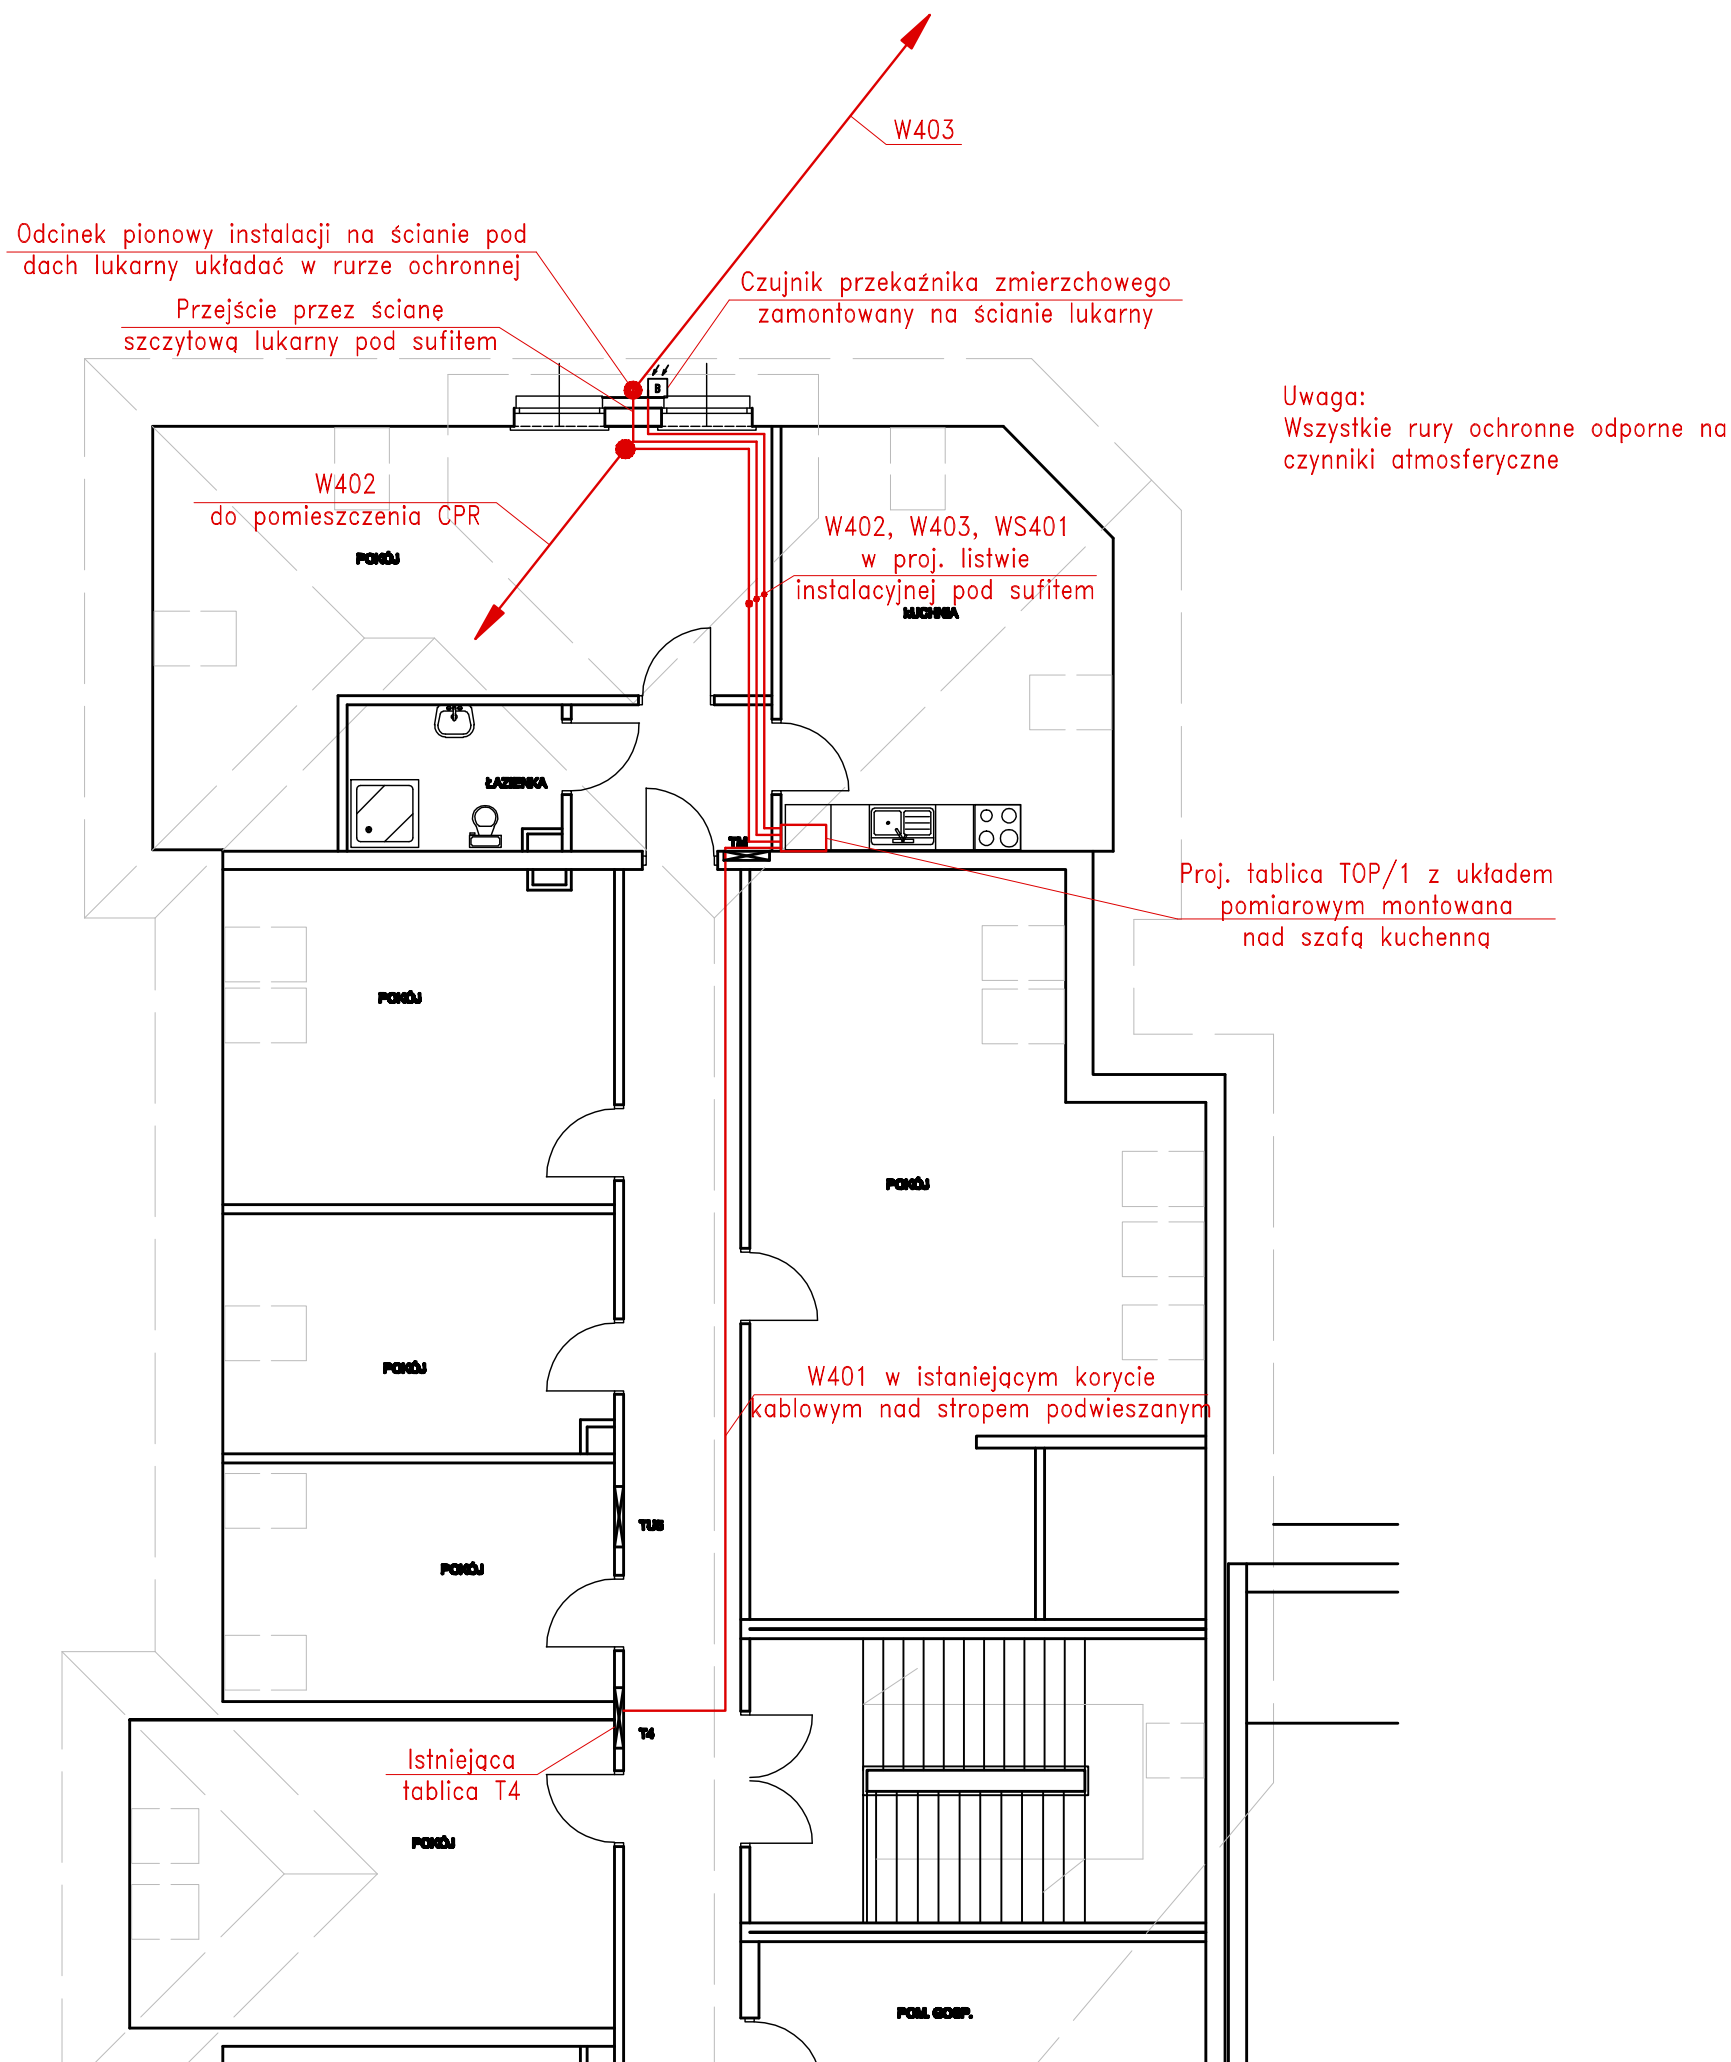 W403
Odcinek pionowy instalacji na ścianie pod
dach lukarny układać w rurze ochronnej
Czujnik przekaźnika zmierzchowego
zamontowany na ścianie lukarny
Przejście przez ścianę
szczytową lukarny pod sufitem
B
Uwaga:
Wszystkie rury ochronne odporne na
czynniki atmosferyczne
W402
do pomieszczenia CPR
W402, W403, WS401
w proj. listwie
instalacyjnej pod sufitem
POKÓJ
KUCHNIA
ŁAZIENKA
Proj. tablica TOP/1 z układem
pomiarowym montowana
nad szafą kuchenną
POKÓJ
POKÓJ
W401 w istaniejącym korycie
kablowym nad stropem podwieszanym
POKÓJ
POKÓJ
T4
Istniejąca
tablica T4
POKÓJ
POM. GOSP.